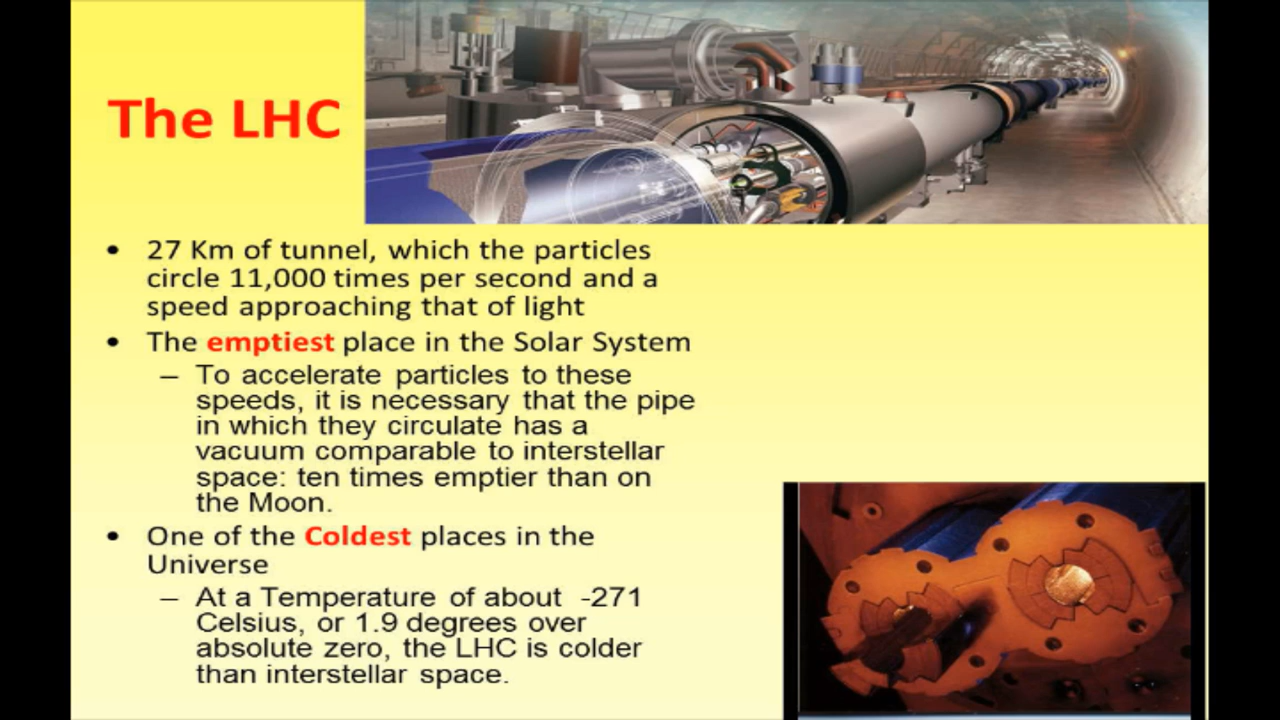 The LHC
• 27 Km of tunnel, which the particles
circle 11,000 times per second and a
speed approaching that of light
• The emptiest place in the Solar System
– To accelerate particles to these
speeds, it is necessary that the pipe
in which they circulate has a
vacuum comparable to interstellar
space: ten times emptier than on
the Moon.
• One of the Coldest places in the
Universe
– At a Temperature of about -271
Celsius, or 1.9 degrees over
absolute zero, the LHC is colder
than interstellar space.